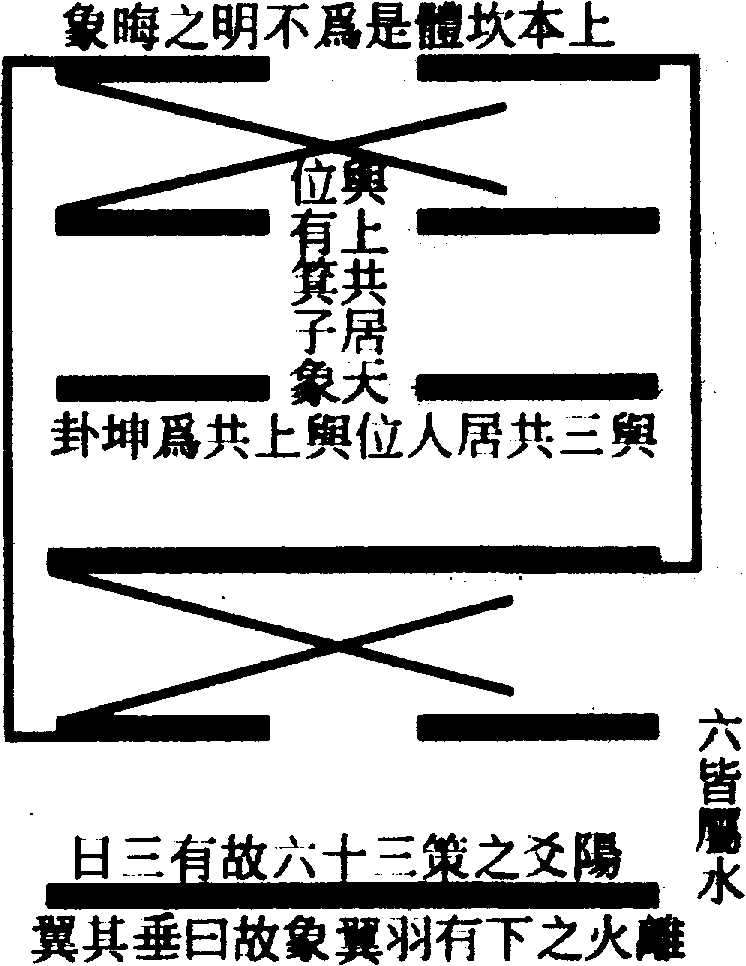 上本坎體是爲不明之晦象
與上共居天
位有箕子象
與三共居人位與上共爲坤卦
六皆屬水
陽爻之策三十六故有三日
離火之下有羽翼象故曰垂其翼